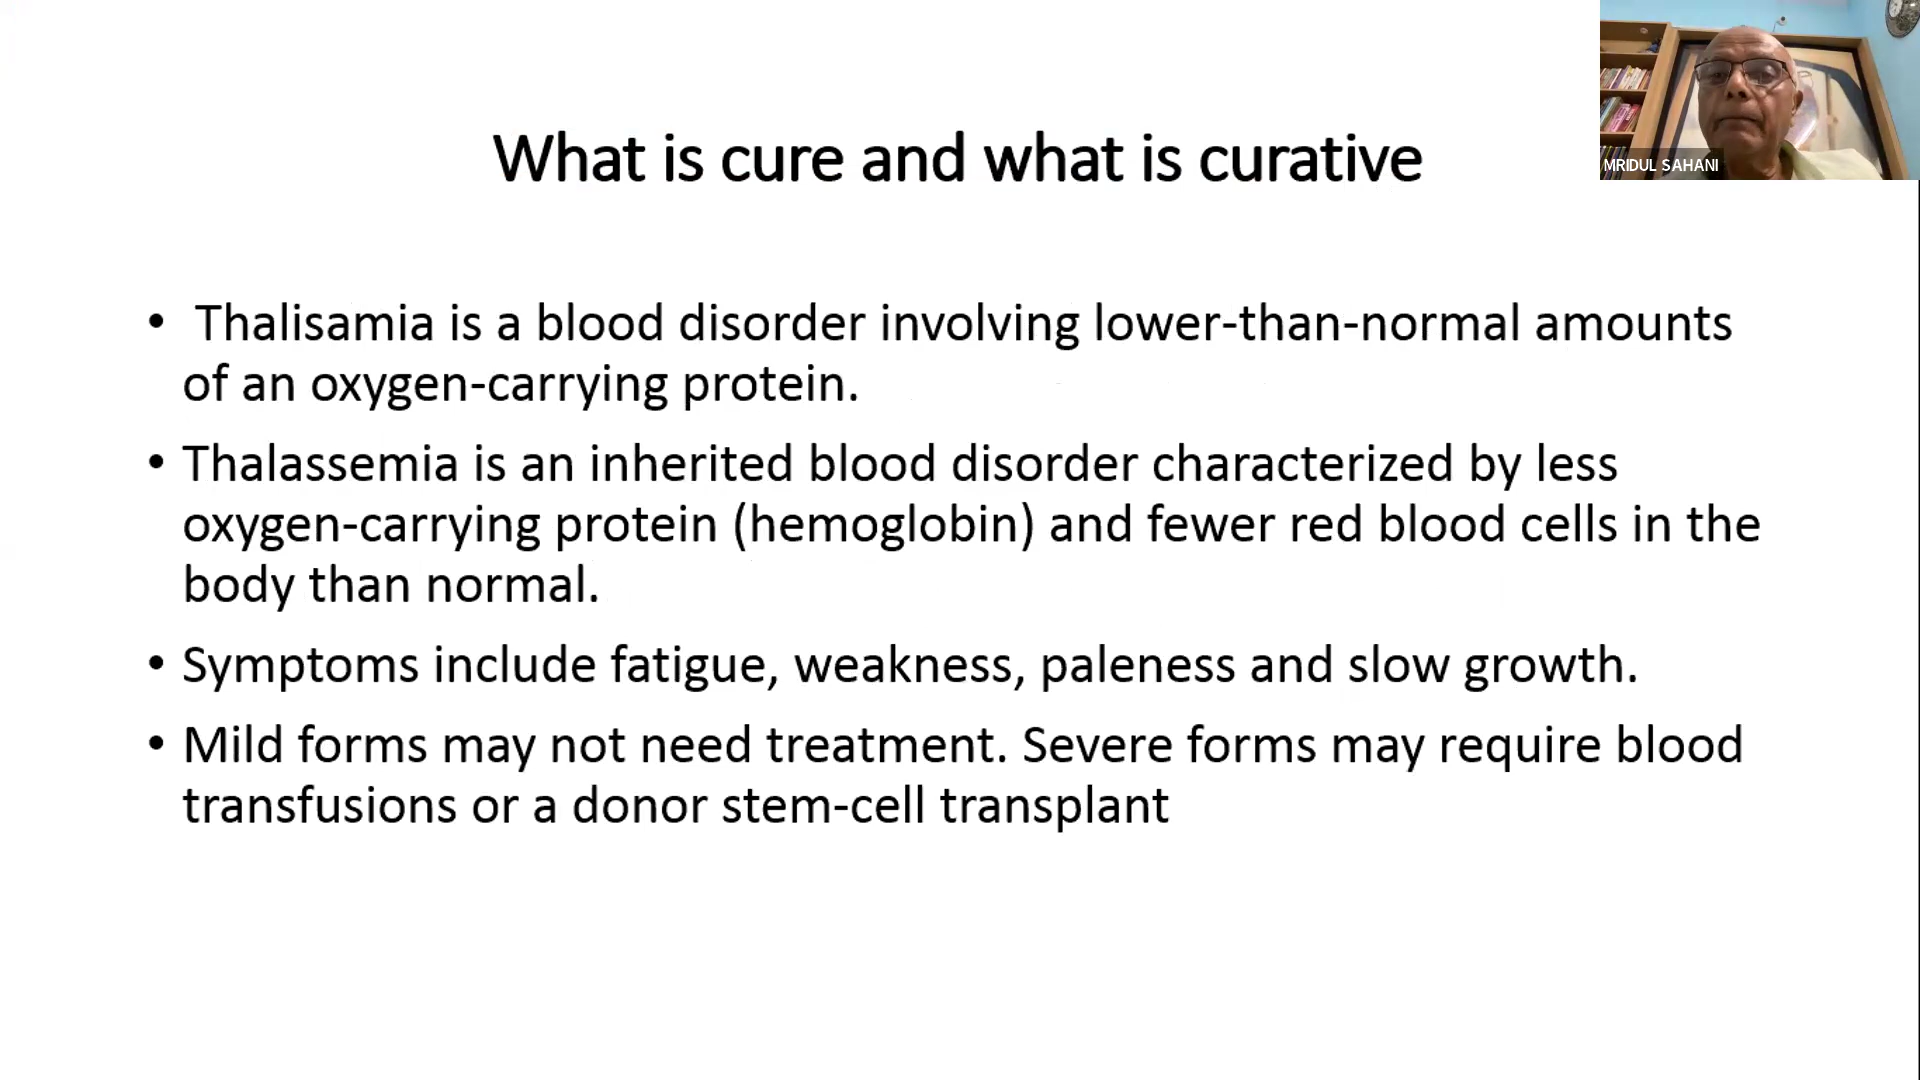 What is cure and what is curative
MRIDUL SAHANI
• Thalisamia is a blood disorder involving lower-than-normal amounts
of an oxygen-carrying protein.
• Thalassemia is an inherited blood disorder characterized by less
oxygen-carrying protein (hemoglobin) and fewer red blood cells in the
body than normal.
• Symptoms include fatigue, weakness, paleness and slow growth.
• Mild forms may not need treatment. Severe forms may require blood
transfusions or a donor stem-cell transplant